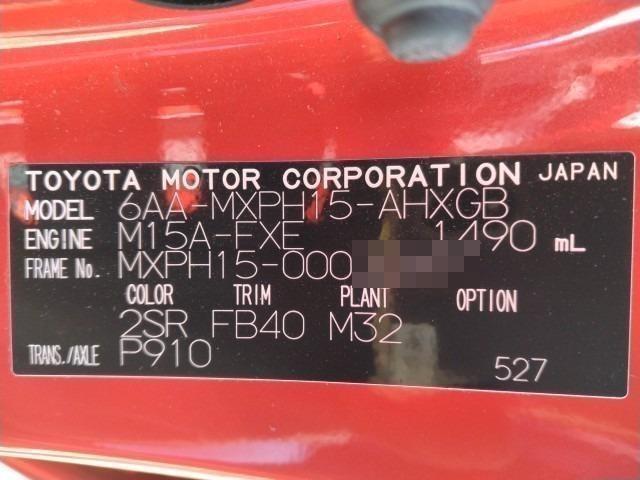 TOYOTA MOTOR CORPORATION JAPAN
MODEL 6AA-MXPH15-AHXGB
ENGINE M15A-FXE 1490 mL
FRAME No. MXPH15-000
COLOR TRIM PLANT OPTION
2SR FB40 M32
TRANS./AXLE P910
527